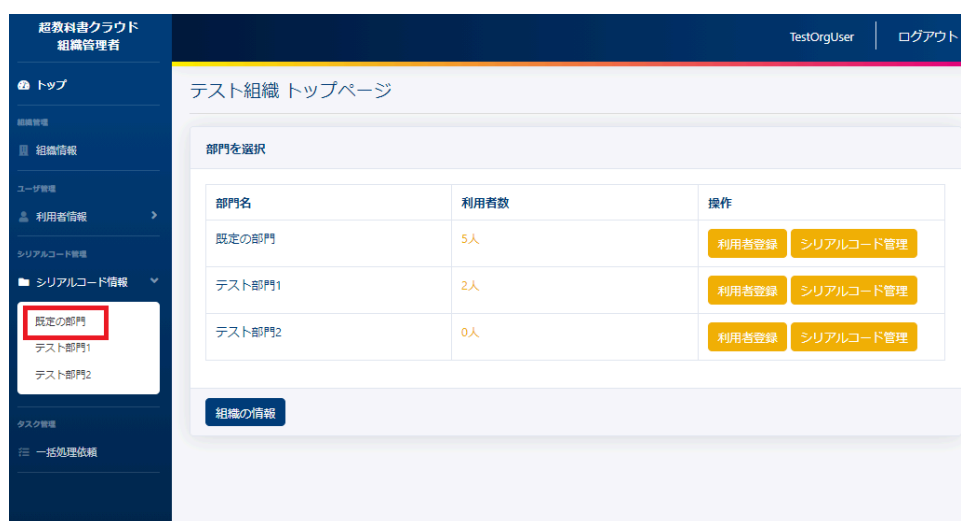 超教科書クラウド
組織管理者
TestOrgUser
ログアウト
トップ
組織管理
組織情報
ユーザ管理
利用者情報
シリアルコード管理
シリアルコード情報
既定の部門
テスト部門1
テスト部門2
タスク管理
一括処理依頼
テスト組織 トップページ
部門を選択
部門名 利用者数 操作
既定の部門 5人 利用者登録 シリアルコード管理
テスト部門1 2人 利用者登録 シリアルコード管理
テスト部門2 0人 利用者登録 シリアルコード管理
組織の情報